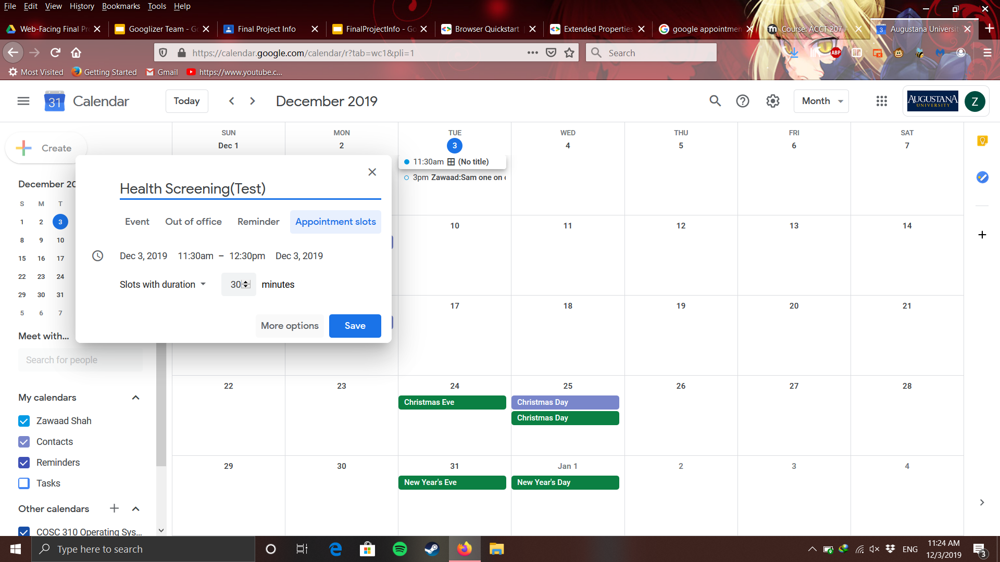 File Edit View History Bookmarks Tools Help
Web-Facing Final Pr
Googlizer Team - Go
Final Project Info
FinalProjectInfo - Go
Browser Quickstart
Extended Properties
google appointmen
Course: ACCT 207 A
Augustana Universit
https://calendar.google.com/calendar/r?tab=wc1&pli=1
Search
ABP
Most Visited Getting Started Gmail https://www.youtube.c...
31 Calendar Today December 2019 Month AUGUSTANA UNIVERSITY Z
Create
SUN MON TUE WED THU FRI SAT
Dec 1 2 3 4 5 6 7
11:30am (No title)
3pm Zawaad:Sam one on
December 20
S M T
1 2 3
8 9 10
15 16 17
22 23 24
29 30 31
5 6 7
Health Screening(Test)
Event Out of office Reminder Appointment slots
Dec 3, 2019 11:30am – 12:30pm Dec 3, 2019
Slots with duration 30 minutes
More options Save
10 11 12 13 14
17 18 19 20 21
22 23 24 25 26 27 28
Christmas Eve
Christmas Day
Christmas Day
29 30 31 Jan 1 2 3 4
New Year's Eve
New Year's Day
Meet with...
Search for people
My calendars
Zawaad Shah
Contacts
Reminders
Tasks
Other calendars
COSC 310 Operating Sys...
Type here to search
ENG
11:24 AM
12/3/2019
3